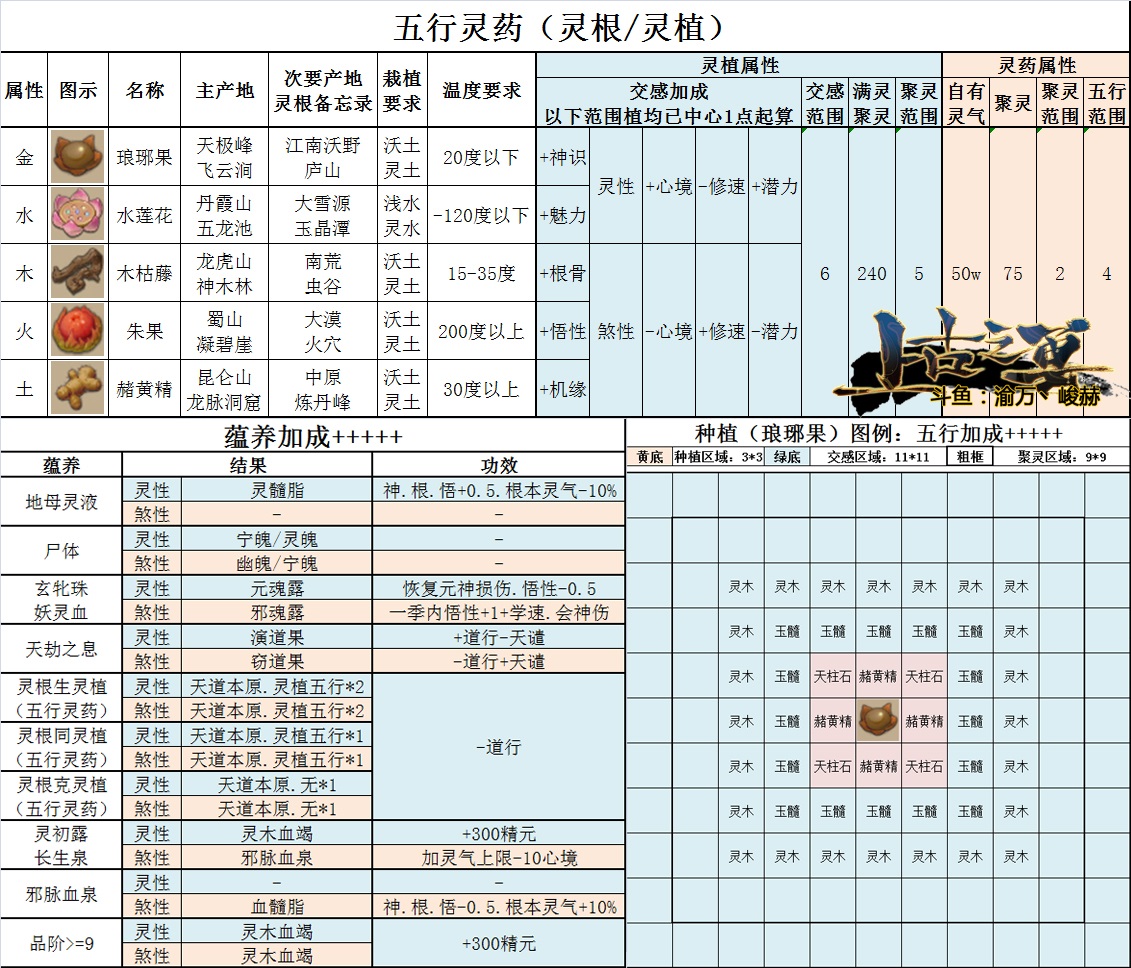 五行灵药（灵根/灵植）
属性 图示 名称 主产地 次要产地 灵根备忘录 栽植要求 温度要求 灵植属性 灵药属性
交感加成
以下范围植均已中心1点起算
交感范围 满灵聚灵 聚灵范围 自有灵气 聚灵 聚灵范围 五行范围
金 琅琊果 天极峰 飞云涧 江南沃野 庐山 沃土 灵土 20度以下 +神识
灵性 +心境 -修速 +潜力
水 水莲花 丹霞山 五龙池 大雪源 玉晶潭 浅水 灵水 -120度以下 +魅力
木 木枯藤 龙虎山 神木林 南荒 虫谷 沃土 灵土 15-35度 +根骨
6 240 5 50w 75 2 4
火 朱果 蜀山 凝碧崖 大漠 火穴 沃土 灵土 200度以上 +悟性
煞性 -心境 +修速 -潜力
土 赭黄精 昆仑山 龙脉洞窟 中原 炼丹峰 沃土 灵土 30度以上 +机缘
斗鱼：渝万丶峻赫
蕴养加成+++++
蕴养 结果 功效
地母灵液 灵性 灵髓脂 神.根.悟+0.5.根本灵气-10%
煞性 - -
尸体 灵性 宁魄/灵魄 -
煞性 幽魄/宁魄 -
玄牝珠 妖灵血 灵性 元魂露 恢复元神损伤.悟性-0.5
煞性 邪魂露 一季内悟性+1+学速.会神伤
天劫之息 灵性 演道果 +道行-天谴
煞性 窃道果 -道行+天谴
灵根生灵植 灵性 天道本原.灵植五行*2
（五行灵药） 煞性 天道本原.灵植五行*2
灵根同灵植 灵性 天道本原.灵植五行*1
-道行
（五行灵药） 煞性 天道本原.灵植五行*1
灵根克灵植 灵性 天道本原.无*1
（五行灵药） 煞性 天道本原.无*1
灵初露 长生泉 灵性 灵木血竭 +300精元
煞性 邪脉血泉 加灵气上限-10心境
邪脉血泉 灵性 - -
煞性 血髓脂 神.根.悟-0.5.根本灵气+10%
品阶>=9 灵性 灵木血竭 +300精元
煞性 灵木血竭
种植（琅琊果）图例：五行加成+++++
黄底 种植区域：3*3 绿底 交感区域：11*11 粗框 聚灵区域：9*9
灵木 灵木 灵木 灵木 灵木 灵木 灵木
灵木 玉髓 玉髓 玉髓 玉髓 玉髓 灵木
灵木 玉髓 天柱石 赭黄精 天柱石 玉髓 灵木
灵木 玉髓 赭黄精 赭黄精 玉髓 灵木
灵木 玉髓 天柱石 赭黄精 天柱石 玉髓 灵木
灵木 玉髓 玉髓 玉髓 玉髓 玉髓 灵木
灵木 灵木 灵木 灵木 灵木 灵木 灵木